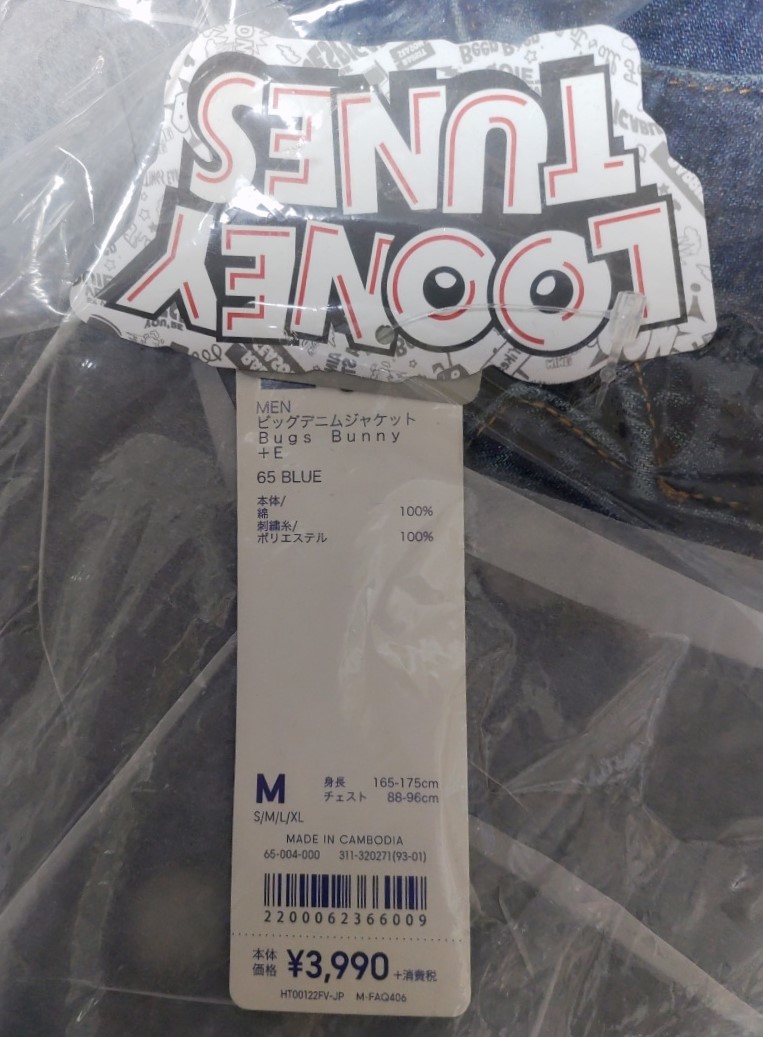 LOONEY
TUNES
MEN
ビッグデニムジャケット
Bugs Bunny
+E
65 BLUE
本体/
綿 100%
刺繍糸/
ポリエステル 100%
M 身長 165-175cm
チェスト 88-96cm
S/M/L/XL
MADE IN CAMBODIA
65-004-000 311-320271(93-01)
2200062366009
本体
価格 ¥3,990 +消費税
HT00122FV-JP M-FAQ406